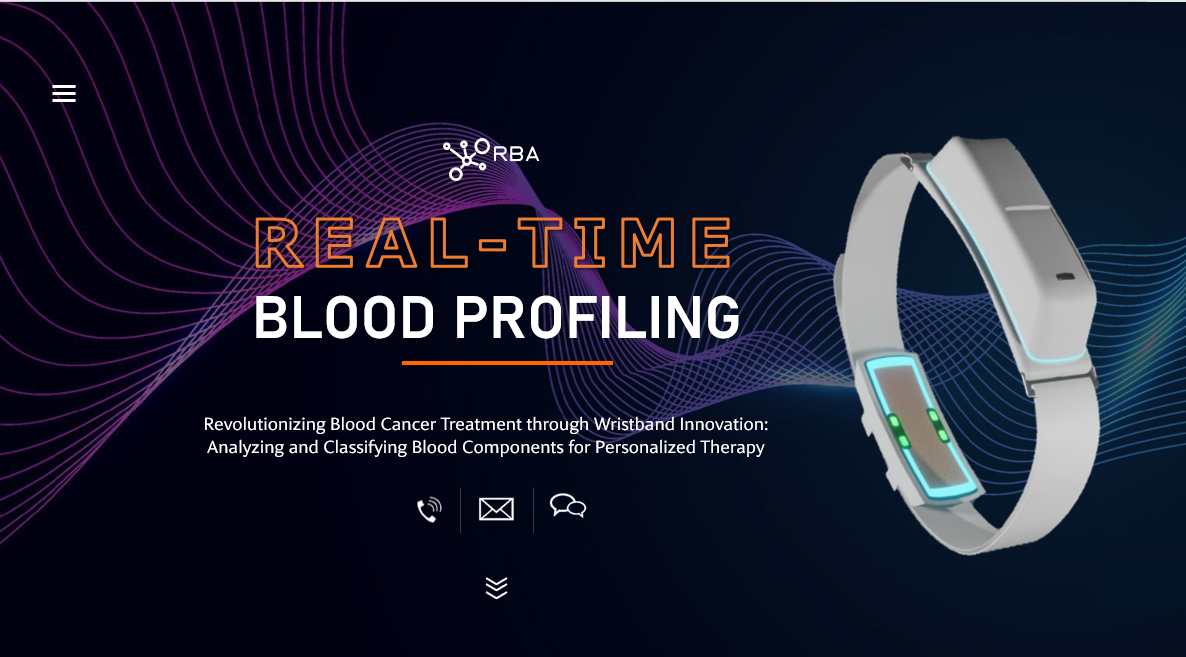 RBA
REAL-TIME
BLOOD PROFILING
Revolutionizing Blood Cancer Treatment through Wristband Innovation:
Analyzing and Classifying Blood Components for Personalized Therapy